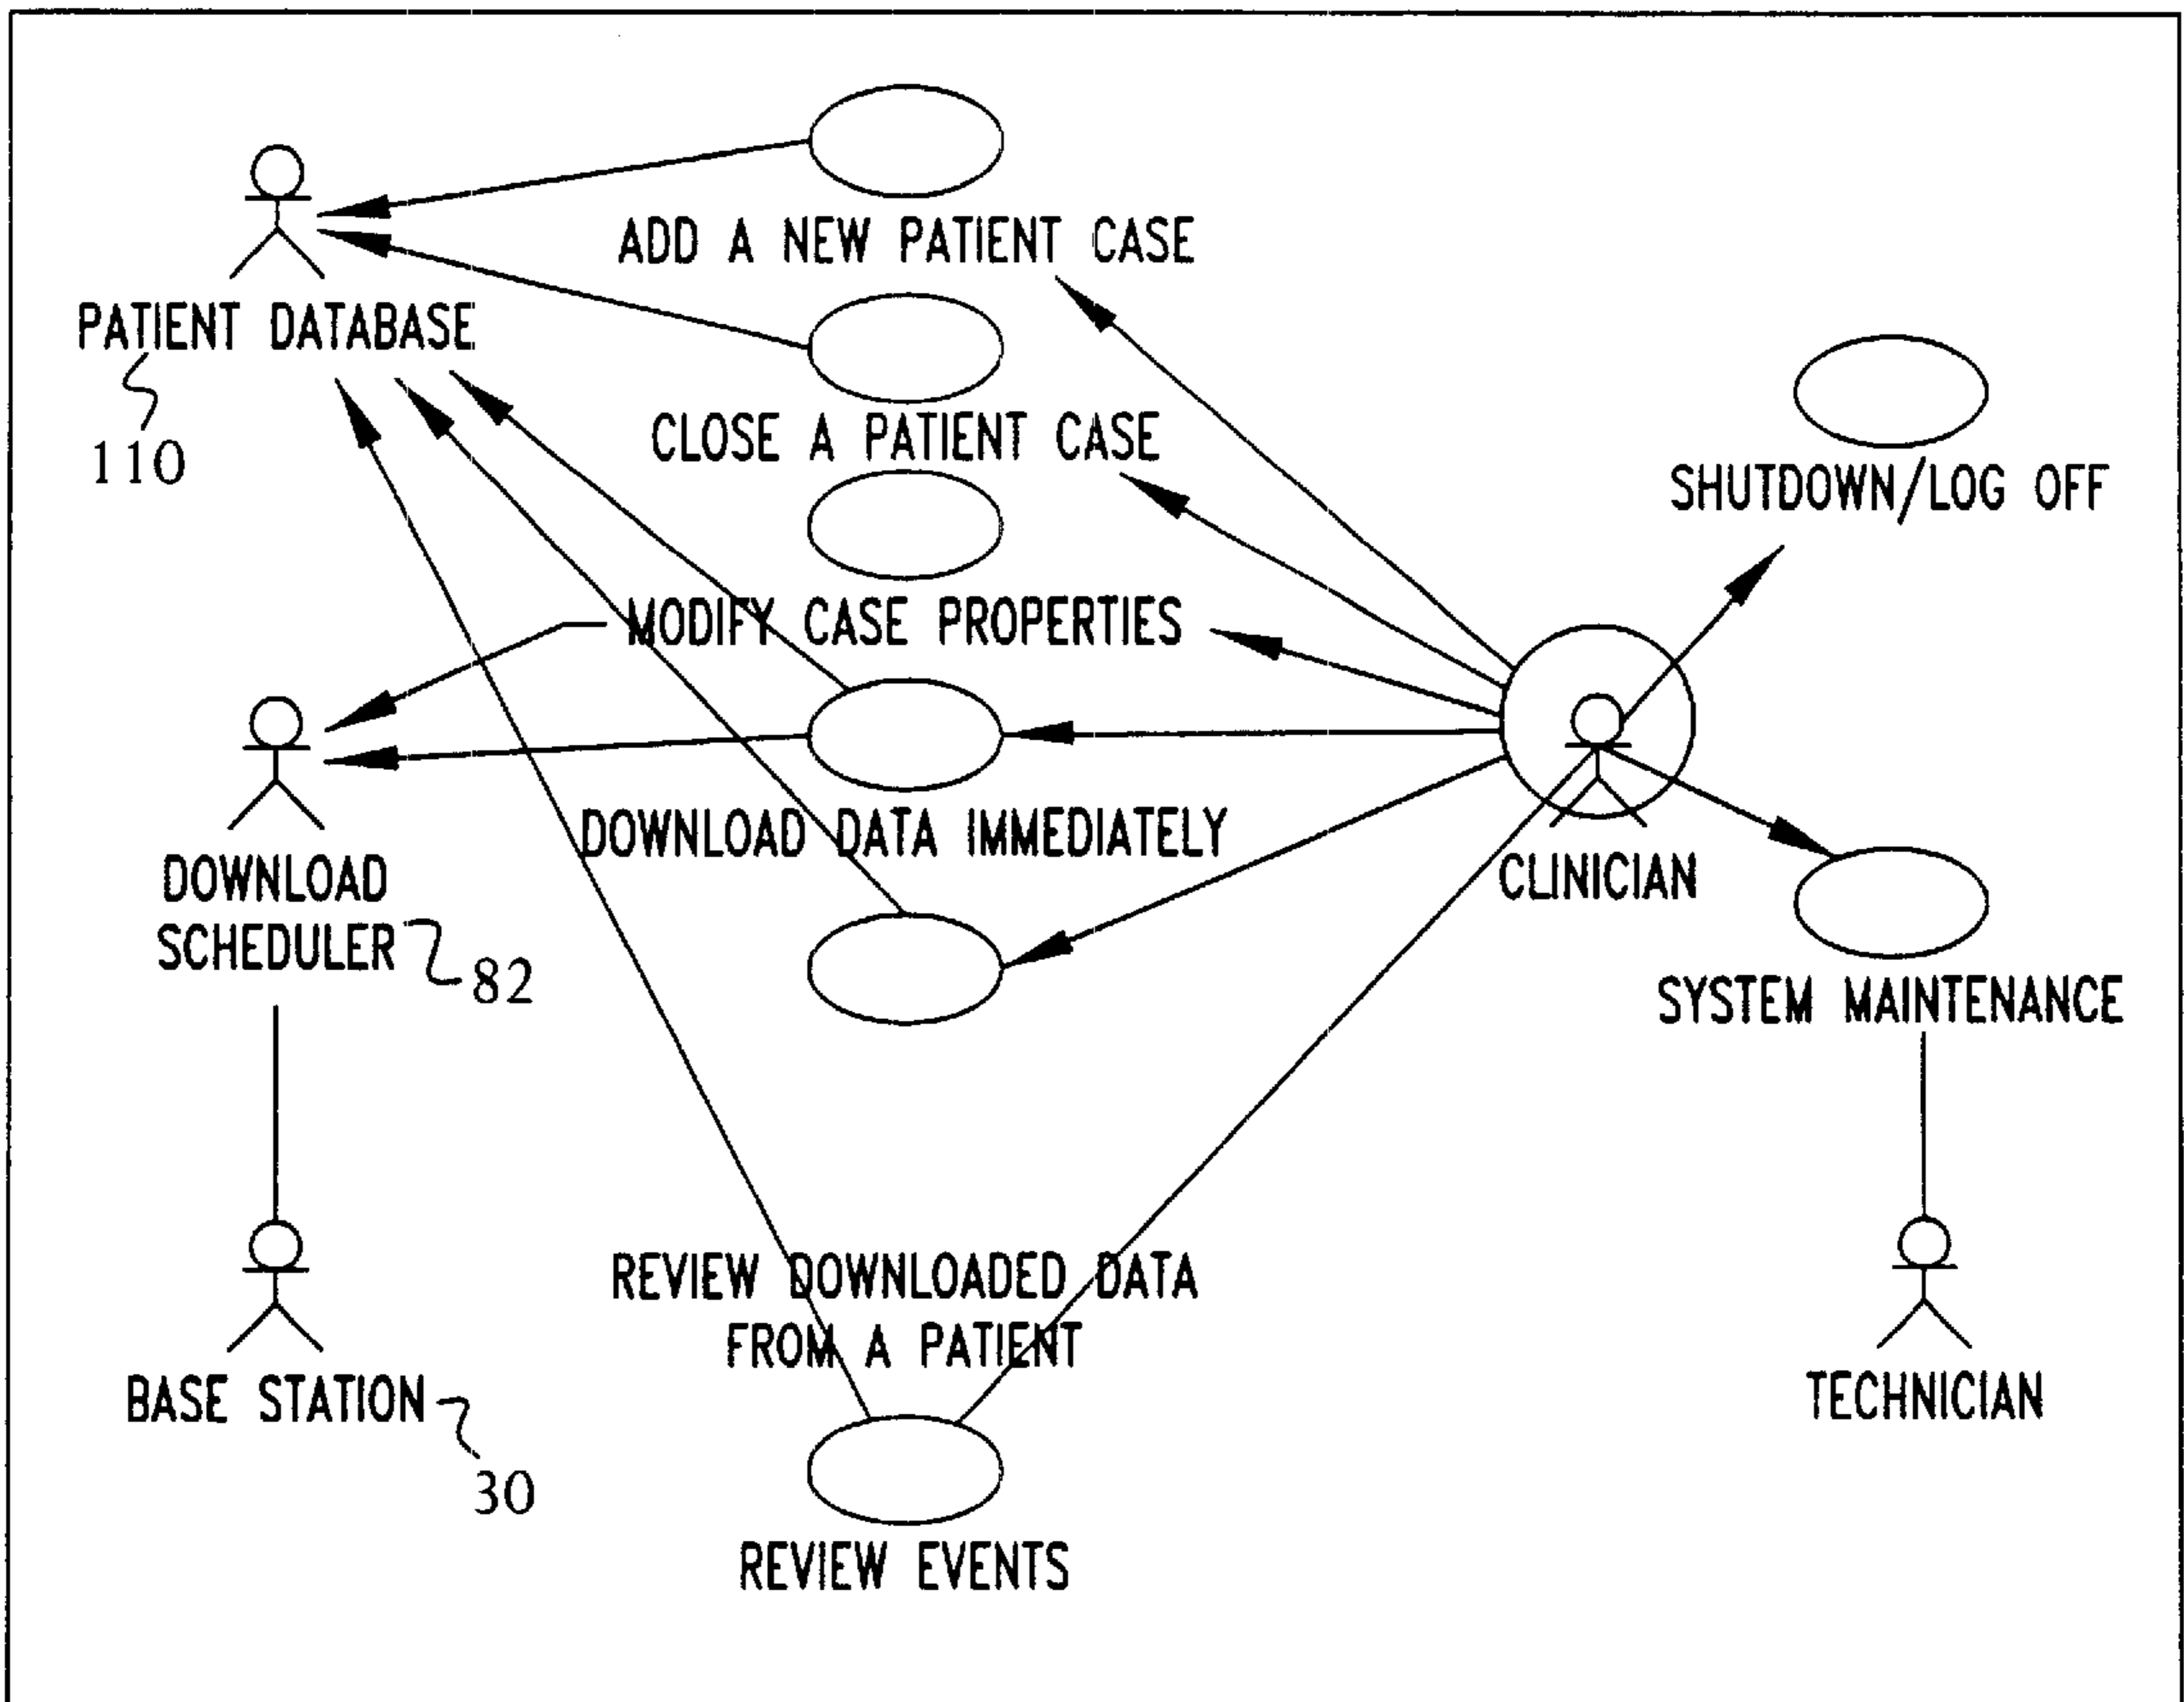 ADD A NEW PATIENT CASE
PATIENT DATABASE
110
CLOSE A PATIENT CASE
SHUTDOWN/LOG OFF
MODIFY CASE PROPERTIES
DOWNLOAD DATA IMMEDIATELY
CLINICIAN
DOWNLOAD
SCHEDULER
82
SYSTEM MAINTENANCE
REVIEW DOWNLOADED DATA
FROM A PATIENT
BASE STATION
30
TECHNICIAN
REVIEW EVENTS